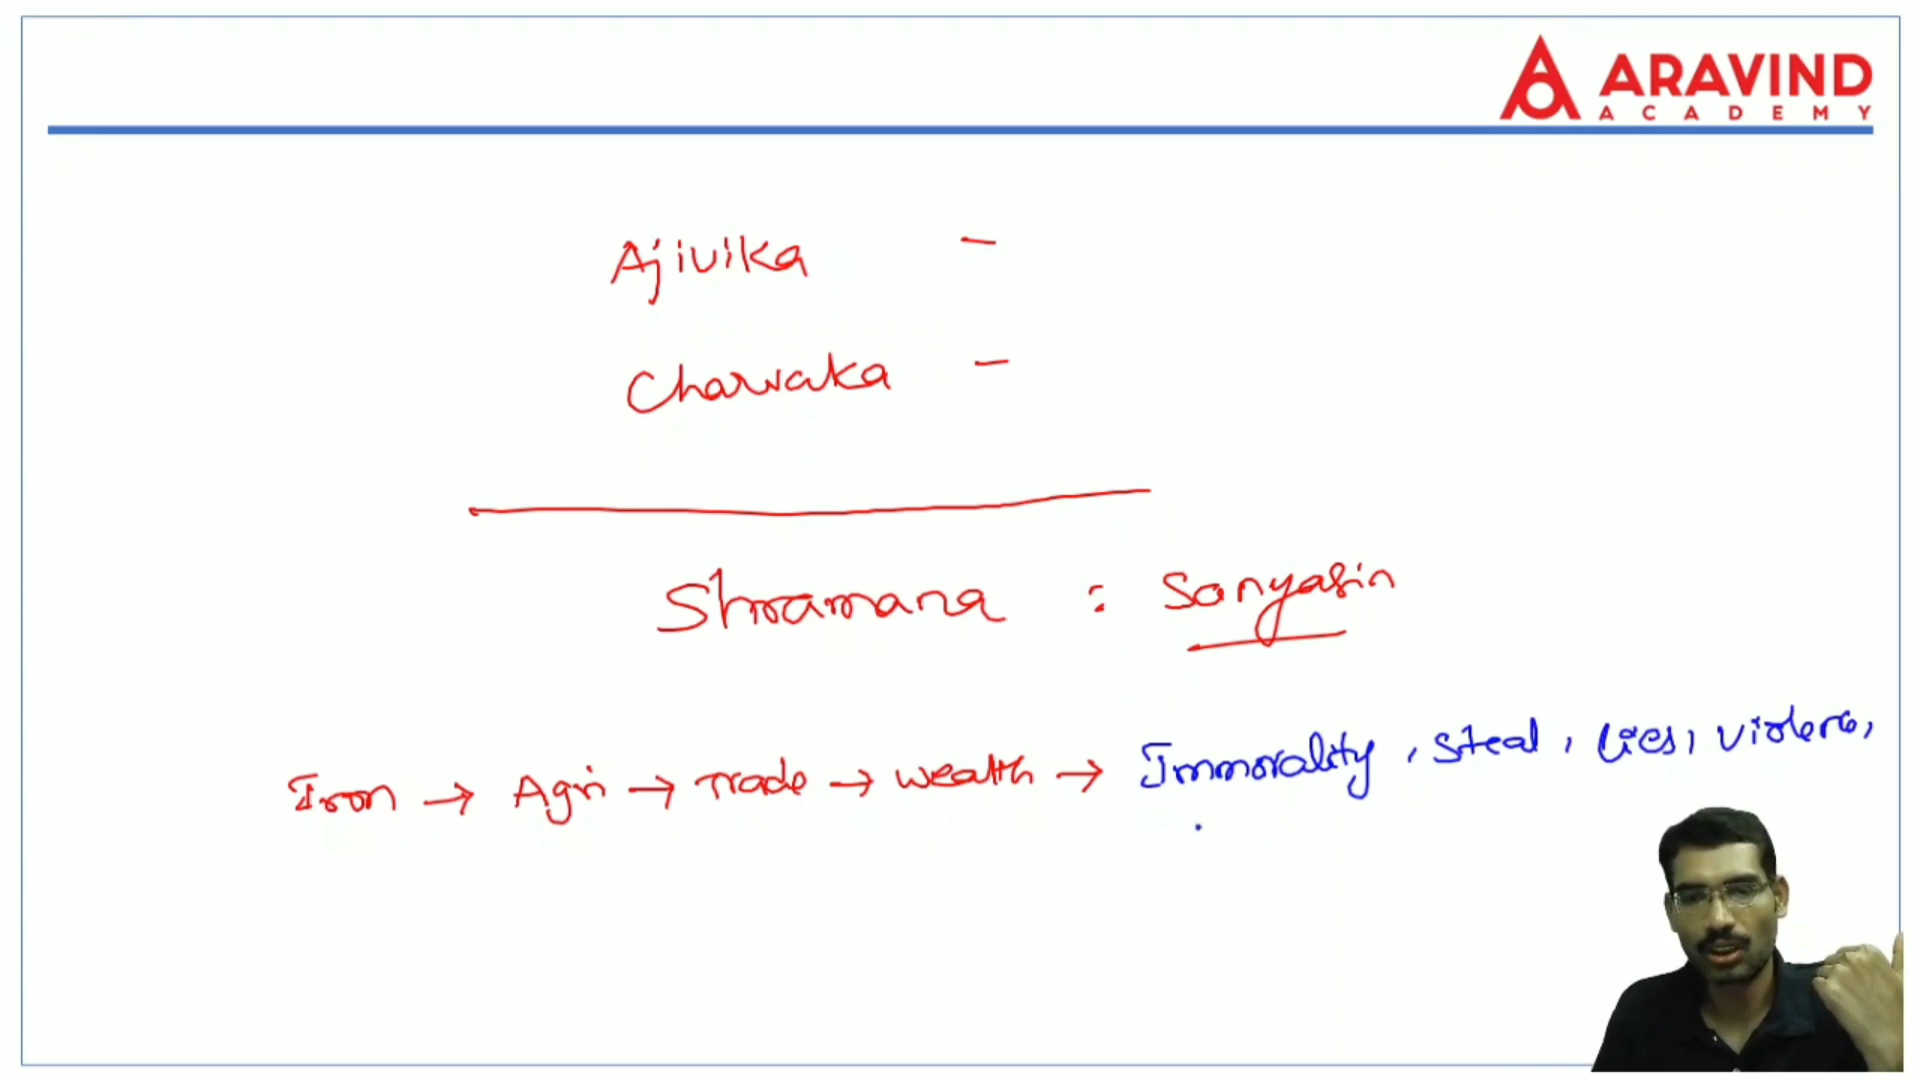 ARAVIND
ACADEMY
Ajivika -
Charvaka -
Shramana : Sanyasin
Iron → Agri → Trade → wealth → Immorality, steal, lies, violence,